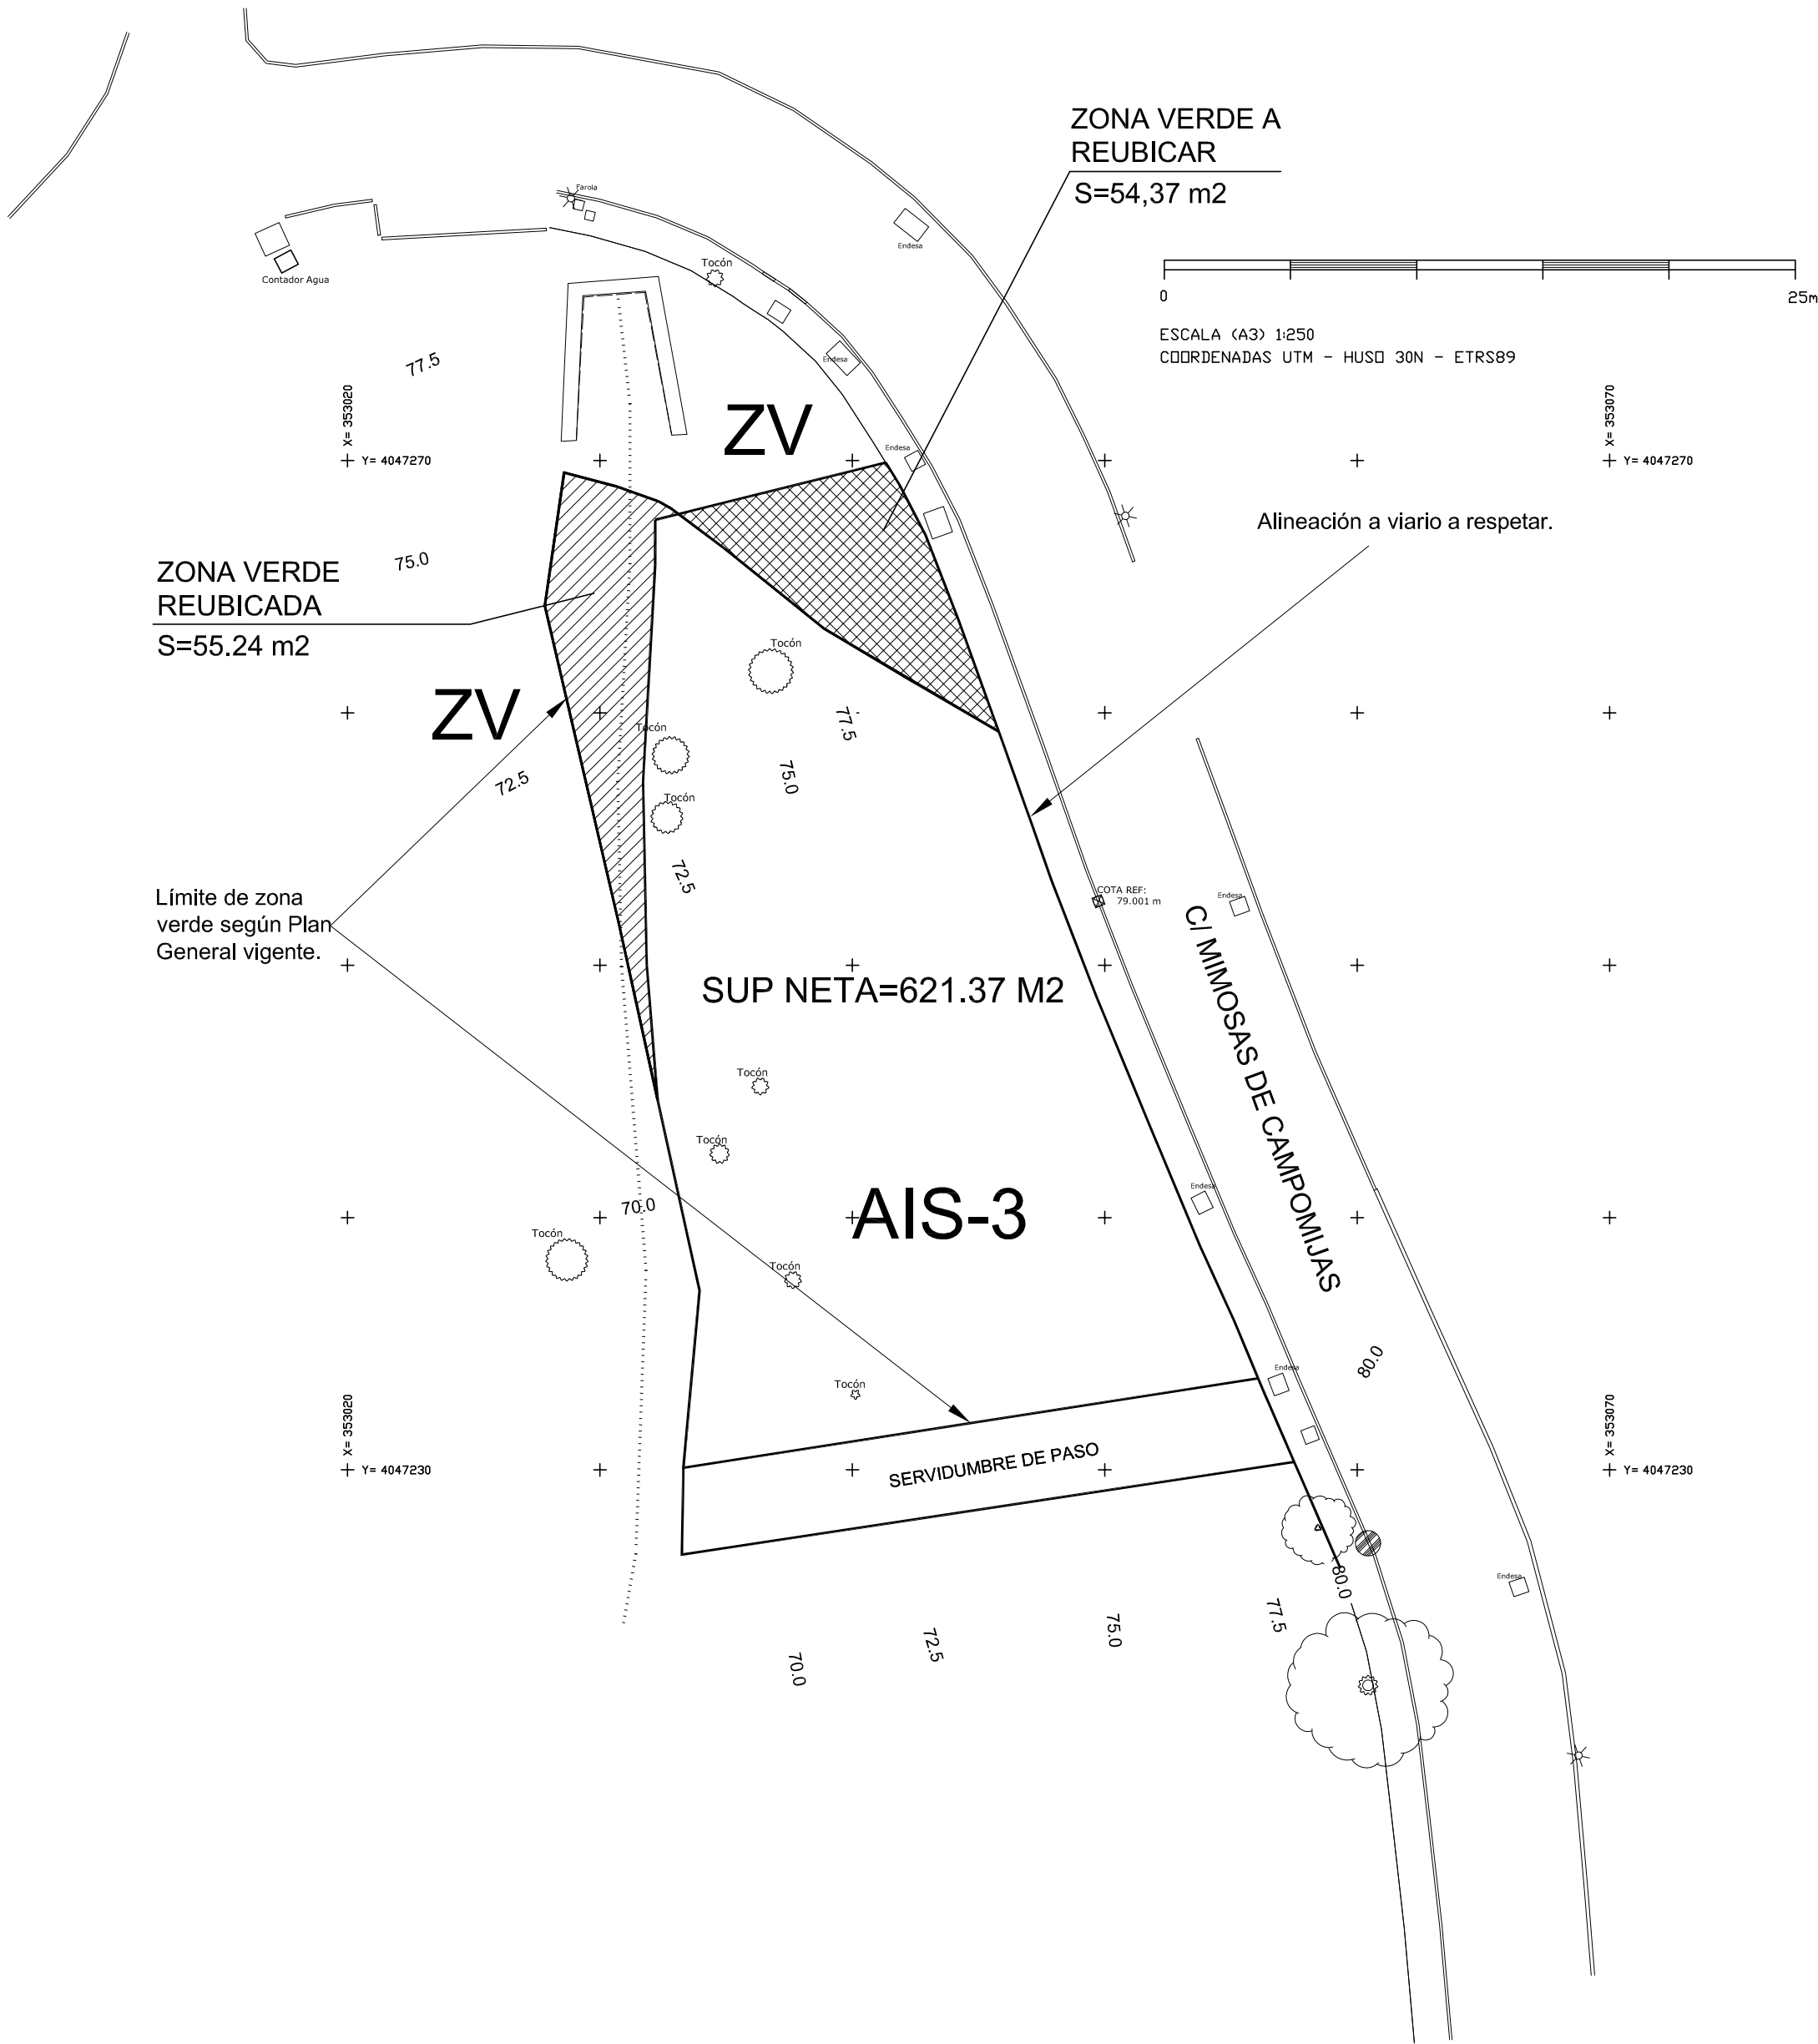 ZONA VERDE A
REUBICAR
S=54,37 m2
Farola
Endesa
Contador Agua
Tocón
Endesa
0
25m
ESCALA (A3) 1:250
COORDENADAS UTM - HUSO 30N - ETRS89
77.5
X= 353020
Y= 4047270
ZV
Endesa
X= 353070
Y= 4047270
Alineación a viario a respetar.
75.0
ZONA VERDE
REUBICADA
S=55.24 m2
Tocón
ZV
77.5
Tocón
72.5
75.0
Tocón
72.5
Límite de zona
verde según Plan
General vigente.
COTA REF:
79.001 m
Endesa
C/ MIMOSAS DE CAMPOMIJAS
SUP NETA=621.37 M2
Tocón
Tocón
70.0
AIS-3
Endesa
Tocón
Tocón
80.0
Endesa
Tocón
X= 353020
Y= 4047230
SERVIDUMBRE DE PASO
X= 353070
Y= 4047230
80.0
Endesa
77.5
75.0
72.5
70.0